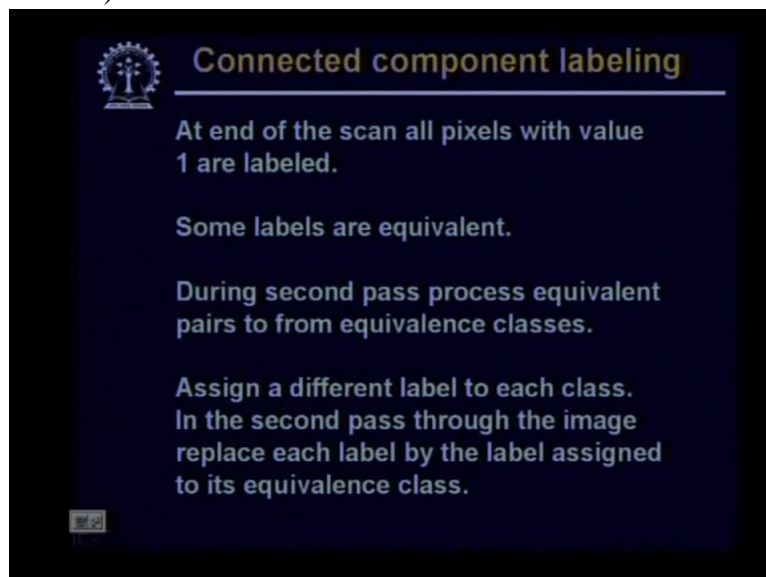 Connected component labeling
At end of the scan all pixels with value
1 are labeled.
Some labels are equivalent.
During second pass process equivalent
pairs to from equivalence classes.
Assign a different label to each class.
In the second pass through the image
replace each label by the label assigned
to its equivalence class.